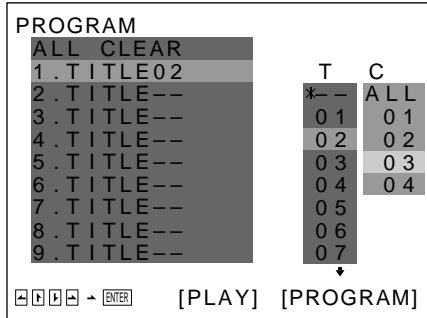 PROGRAM
ALL CLEAR
1.TITLE02
2.TITLE––
3.TITLE––
4.TITLE––
5.TITLE––
6.TITLE––
7.TITLE––
8.TITLE––
9.TITLE––
T C
*–– ALL
01 01
02 02
03 03
04 04
05
06
07
ENTER [PLAY] [PROGRAM]